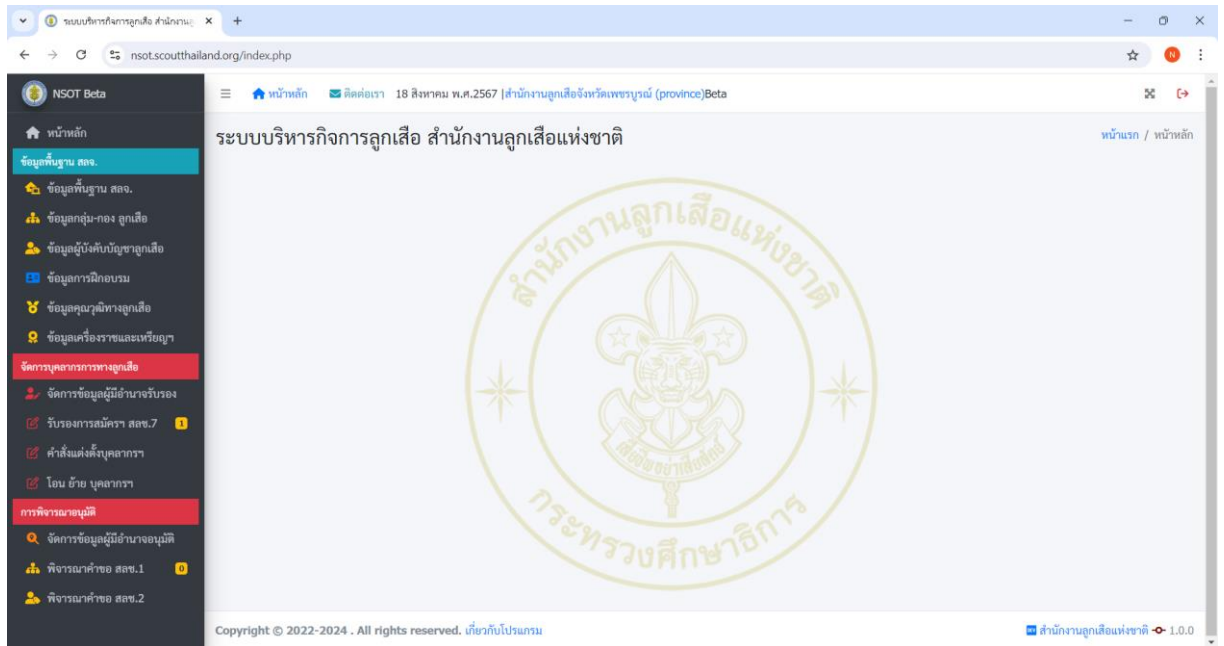 ระบบบริหารกิจการลูกเสือ สำนักงานลู
nsot.scoutthailand.org/index.php
N
NSOT Beta
หน้าหลัก
ติดต่อเรา
18 สิงหาคม พ.ศ.2567 |สำนักงานลูกเสือจังหวัดเพชรบูรณ์ (province)Beta
หน้าหลัก
ระบบบริหารกิจการลูกเสือ สำนักงานลูกเสือแห่งชาติ
หน้าแรก / หน้าหลัก
ข้อมูลพื้นฐาน สลจ.
ข้อมูลพื้นฐาน สลจ.
ข้อมูลกลุ่ม-กอง ลูกเสือ
ข้อมูลผู้บังคับบัญชาลูกเสือ
ข้อมูลการฝึกอบรม
ข้อมูลคุณวุฒิทางลูกเสือ
ข้อมูลเครื่องราชและเหรียญฯ
จัดการบุคลากรการทางลูกเสือ
จัดการข้อมูลผู้มีอำนาจรับรอง
รับรองการสมัครฯ สลช.7 1
คำสั่งแต่งตั้งบุคลากรฯ
โอน ย้าย บุคลากรฯ
การพิจารณาอนุมัติ
จัดการข้อมูลผู้มีอำนาจอนุมัติ
พิจารณาคำขอ สลช.1 0
พิจารณาคำขอ สลช.2
สำนักงานลูกเสือแห่งชาติ
เสียชีพอย่าเสียสัตย์
กระทรวงศึกษาธิการ
Copyright © 2022-2024 . All rights reserved. เกี่ยวกับโปรแกรม
สำนักงานลูกเสือแห่งชาติ 1.0.0